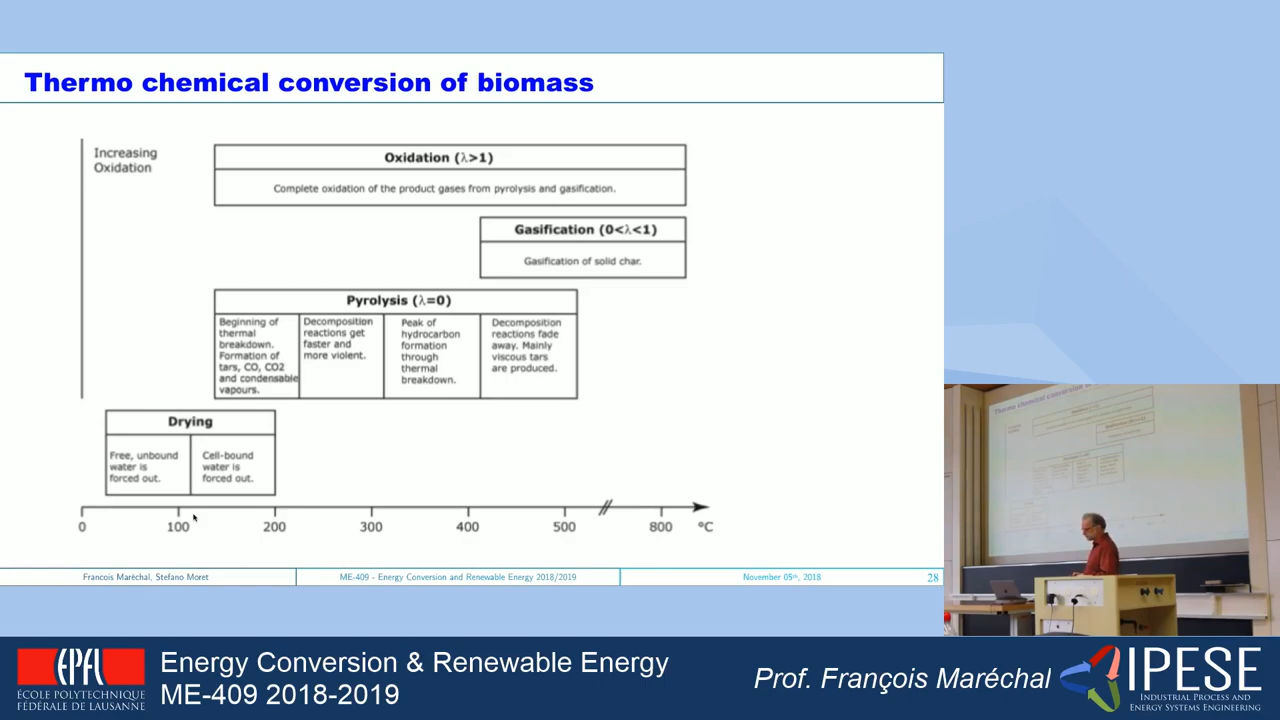 Thermo chemical conversion of biomass
Increasing
Oxidation
Oxidation (λ>1)
Complete oxidation of the product gases from pyrolysis and gasification.
Gasification (0<λ<1)
Gasification of solid char.
Pyrolysis (λ=0)
Beginning of
thermal
breakdown.
Formation of
tars, CO, CO2
and condensable
vapours.
Decomposition
reactions get
faster and
more violent.
Peak of
hydrocarbon
formation
through
thermal
breakdown.
Decomposition
reactions fade
away. Mainly
viscous tars
are produced.
Drying
Free, unbound
water is
forced out.
Cell-bound
water is
forced out.
0 100 200 300 400 500 800 °C
Francois Maréchal, Stefano Moret
ME-409 - Energy Conversion and Renewable Energy 2018/2019
November 05th, 2018
28
Thermo chemical conversion of
EPFL
ÉCOLE POLYTECHNIQUE
FÉDÉRALE DE LAUSANNE
Energy Conversion & Renewable Energy
ME-409 2018-2019
Prof. François Maréchal
IPESE
Industrial Process and
Energy Systems Engineering